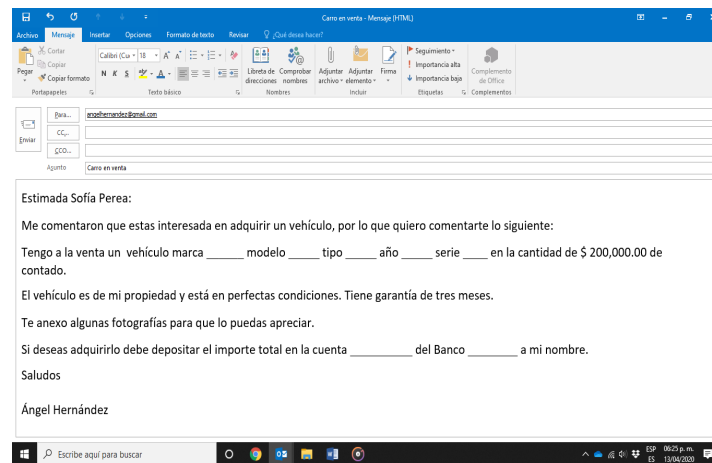 Carro en venta - Mensaje (HTML)
Archivo Mensaje Insertar Opciones Formato de texto Revisar ¿Qué desea hacer?
Pegar
Cortar
Copiar
Copiar formato
Portapapeles
Calibri (Cue 18 A A
N K S A
Texto básico
Libreta de direcciones
Comprobar nombres
Nombres
Adjuntar archivo
Adjuntar elemento
Firma
Incluir
Seguimiento
Importancia alta
Importancia baja
Etiquetas
Complemento de Office
Complementos
Enviar
Para... angelhernandez@gmail.com
CC...
CCO...
Asunto Carro en venta
Estimada Sofía Perea:
Me comentaron que estas interesada en adquirir un vehículo, por lo que quiero comentarte lo siguiente:
Tengo a la venta un vehículo marca ______ modelo _____ tipo _____ año _____ serie ____ en la cantidad de $ 200,000.00 de
contado.
El vehículo es de mi propiedad y está en perfectas condiciones. Tiene garantía de tres meses.
Te anexo algunas fotografías para que lo puedas apreciar.
Si deseas adquirirlo debe depositar el importe total en la cuenta __________ del Banco ________ a mi nombre.
Saludos
Ángel Hernández
Escribe aquí para buscar
ESP 06:25 p. m.
ES 13/04/2020